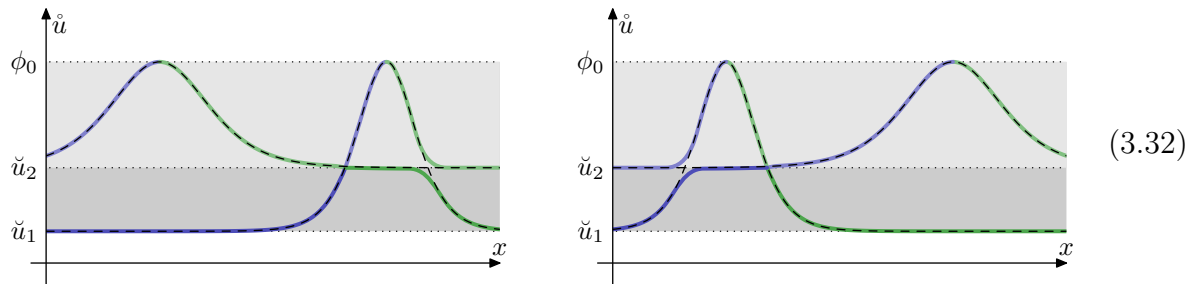 ů ů
ϕ₀ ϕ₀
(3.32)
ŭ₂ ŭ₂
ŭ₁ ŭ₁
x x